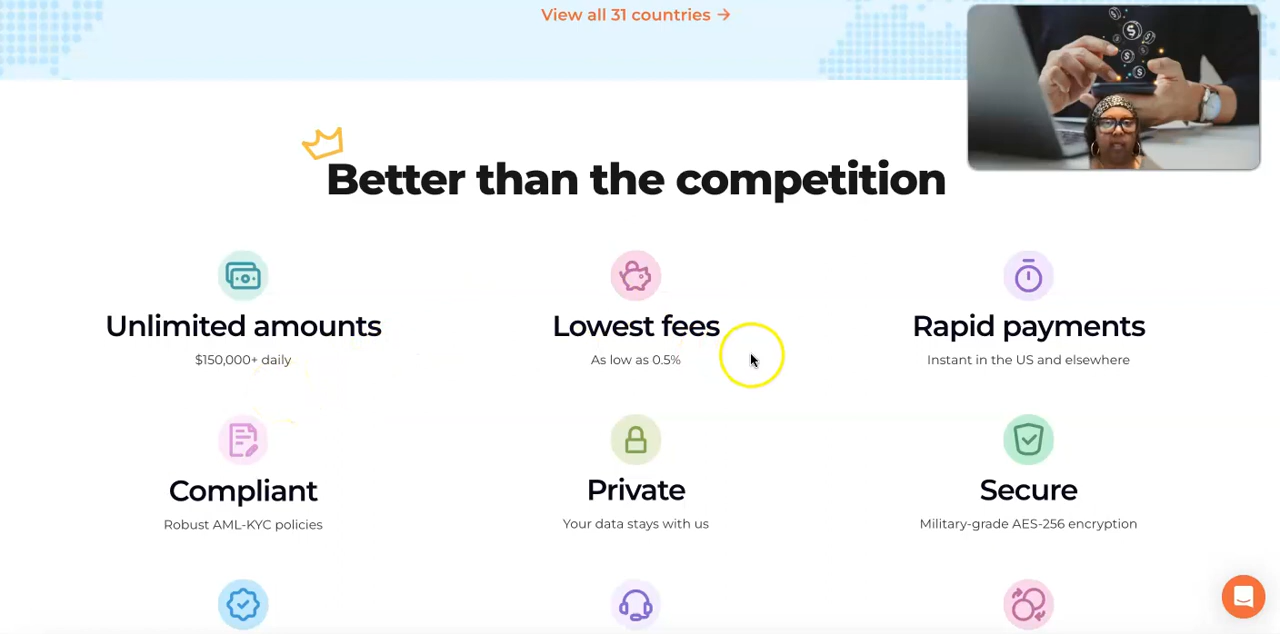 View all 31 countries →
Better than the competition
Unlimited amounts
$150,000+ daily
Lowest fees
As low as 0.5%
Rapid payments
Instant in the US and elsewhere
Compliant
Robust AML-KYC policies
Private
Your data stays with us
Secure
Military-grade AES-256 encryption